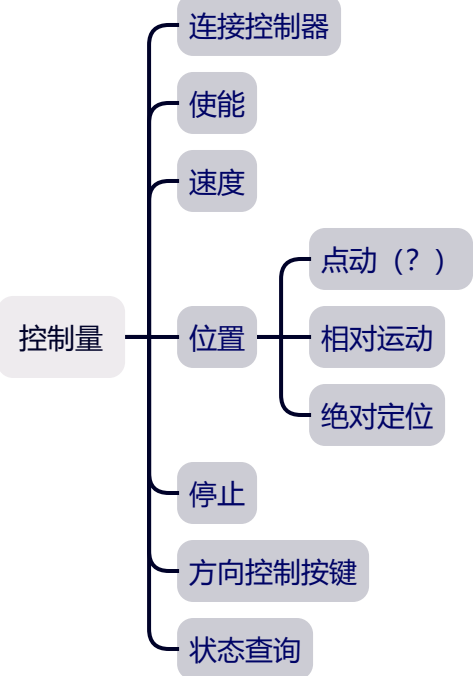 连接控制器
使能
速度
点动（？）
控制量
位置
相对运动
绝对定位
停止
方向控制按键
状态查询